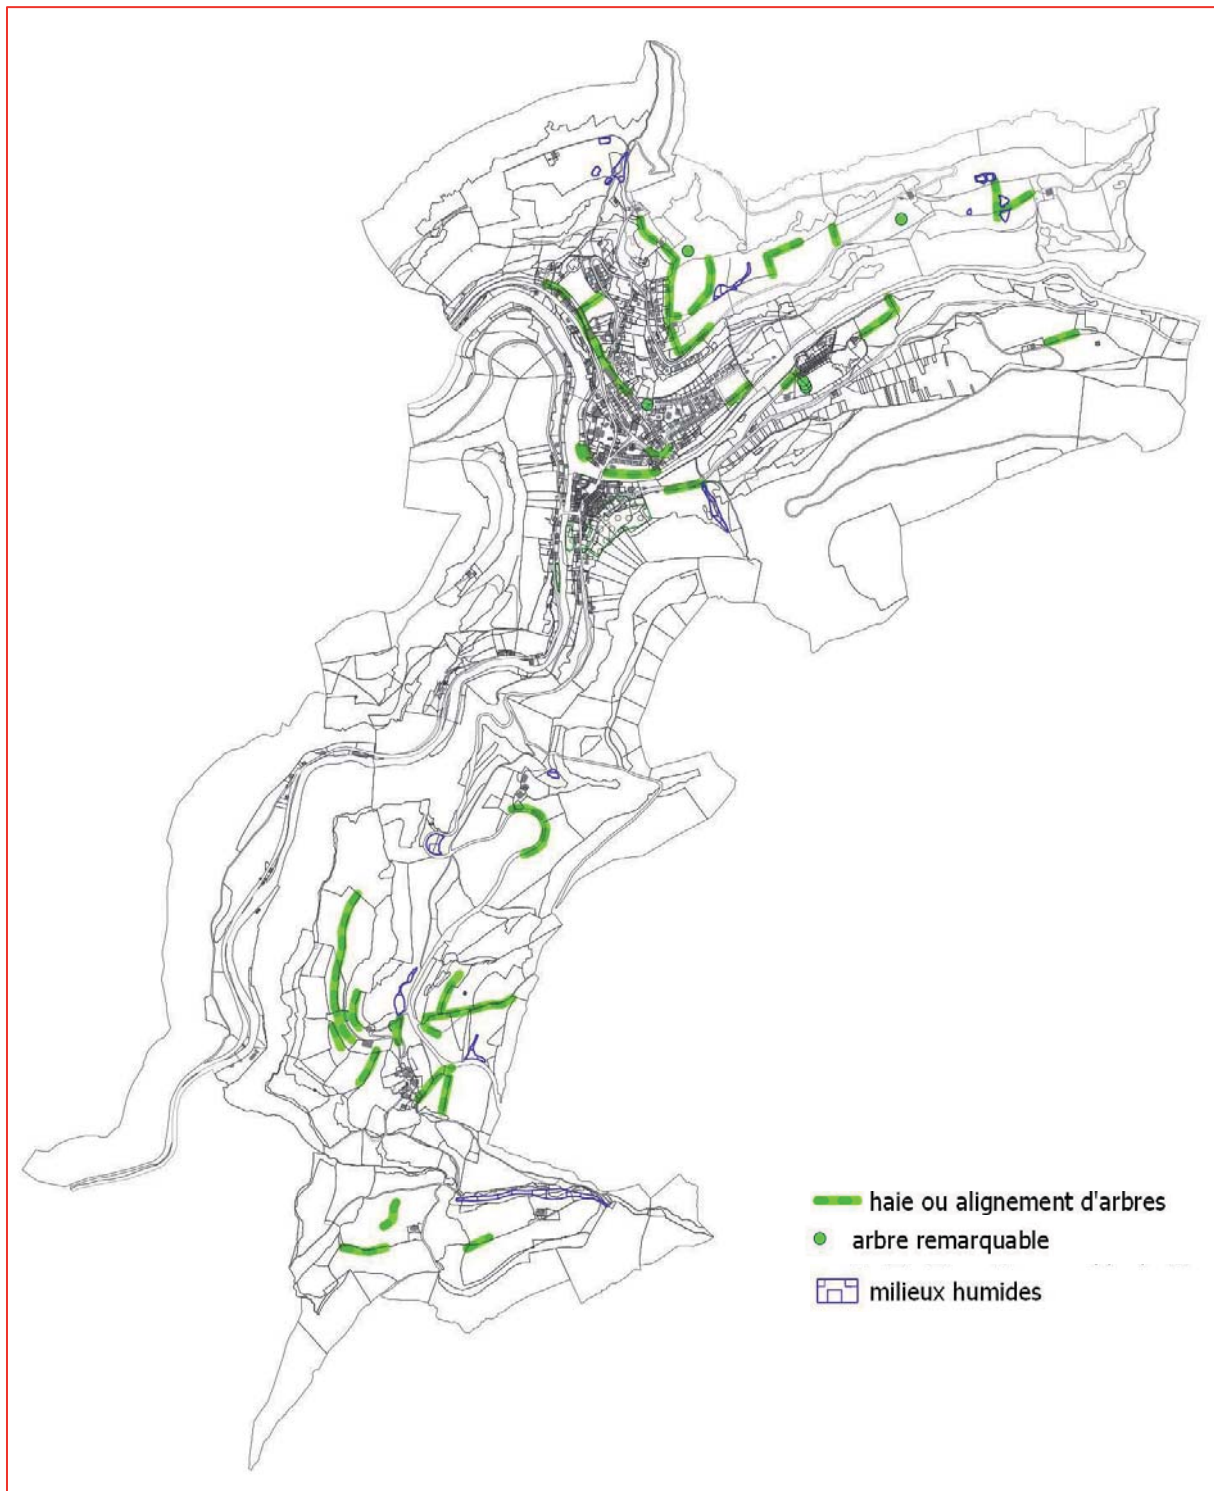 haie ou alignement d'arbres
arbre remarquable
milieux humides